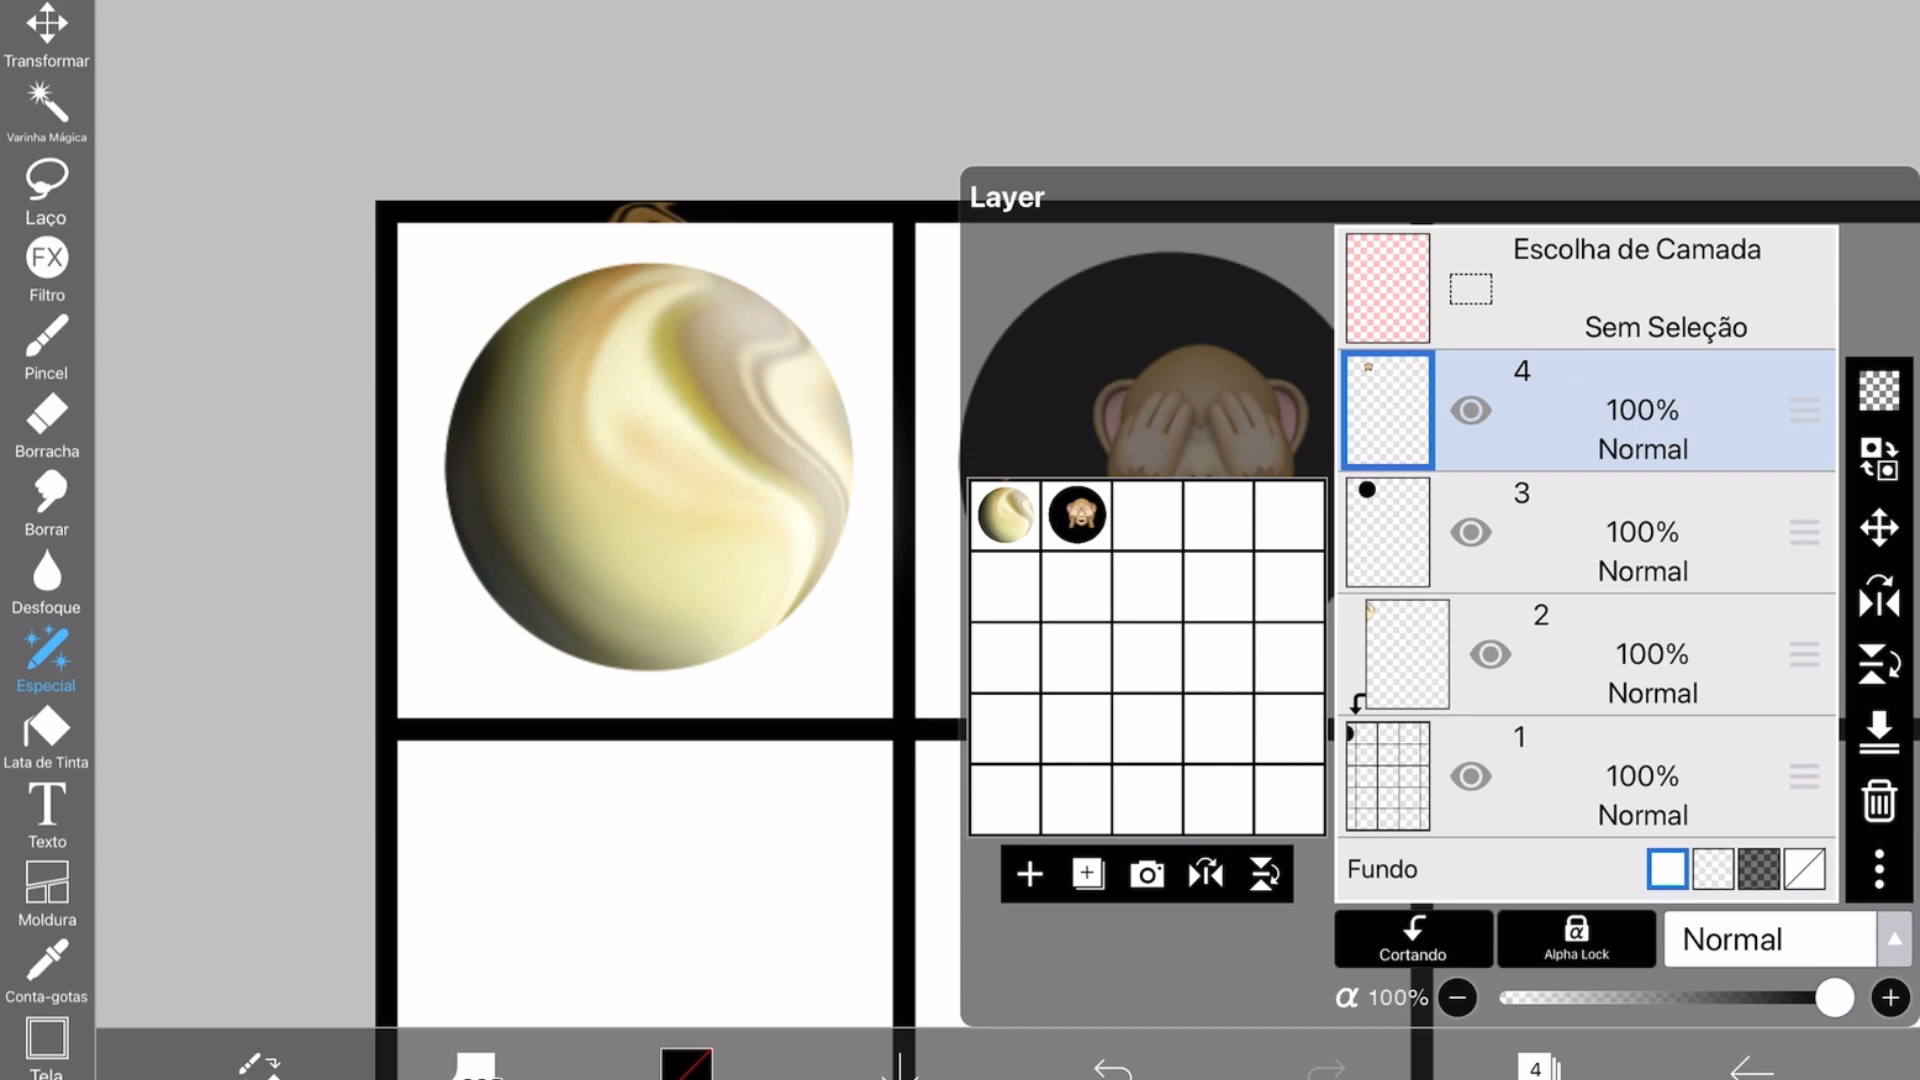 Transformar
Varinha Mágica
Laço
FX
Filtro
Pincel
Borracha
Borrar
Desfoque
Especial
Lata de Tinta
T
Texto
Moldura
Conta-gotas
Tela
Layer
Escolha de Camada
Sem Seleção
4
100%
Normal
3
100%
Normal
2
100%
Normal
1
100%
Normal
Fundo
Cortando
α
Alpha Lock
Normal
α 100%
4